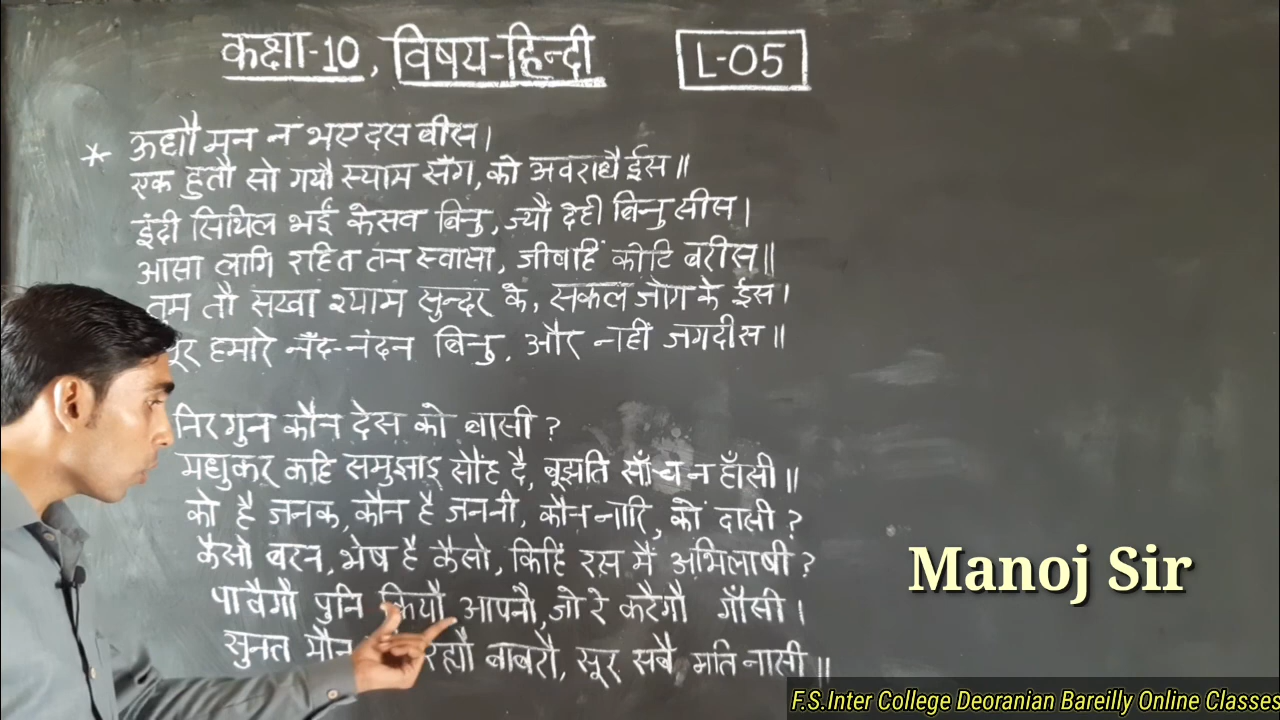 कक्षा-10, विषय-हिन्दी
L-05
* ऊधौ मन न भए दस बीस।
एक हुतौ सो गयौ स्याम सँग, को अवराधै ईस॥
इंद्री सिथिल भईं केसव बिनु, ज्यौं देही बिनु सीस।
आसा लागि रहित तन स्वासा, जीवहिं कोटि बरीस॥
तुम तौ सखा श्याम सुन्दर के, सकल जोग के ईस।
हमारे नँद-नंदन बिनु, और नहीं जगदीस॥
निरगुन कौन देस को बासी?
मधुकर कहि समुझाइ सौंह दै, बूझतिं साँच न हाँसी॥
को है जनक, कौन है जननी, कौन नारि, को दासी?
कैसो बरन, भेष है कैसो, किहिं रस मैं अभिलाषी?
पावैगौ पुनि कियौ आपनौ, जो रे करैगौ गाँसी।
सुनत मौन रह्यौ बाबरौ, सूर सबै मति नासी॥
Manoj Sir
F.S.Inter College Deoranian Bareilly Online Classes